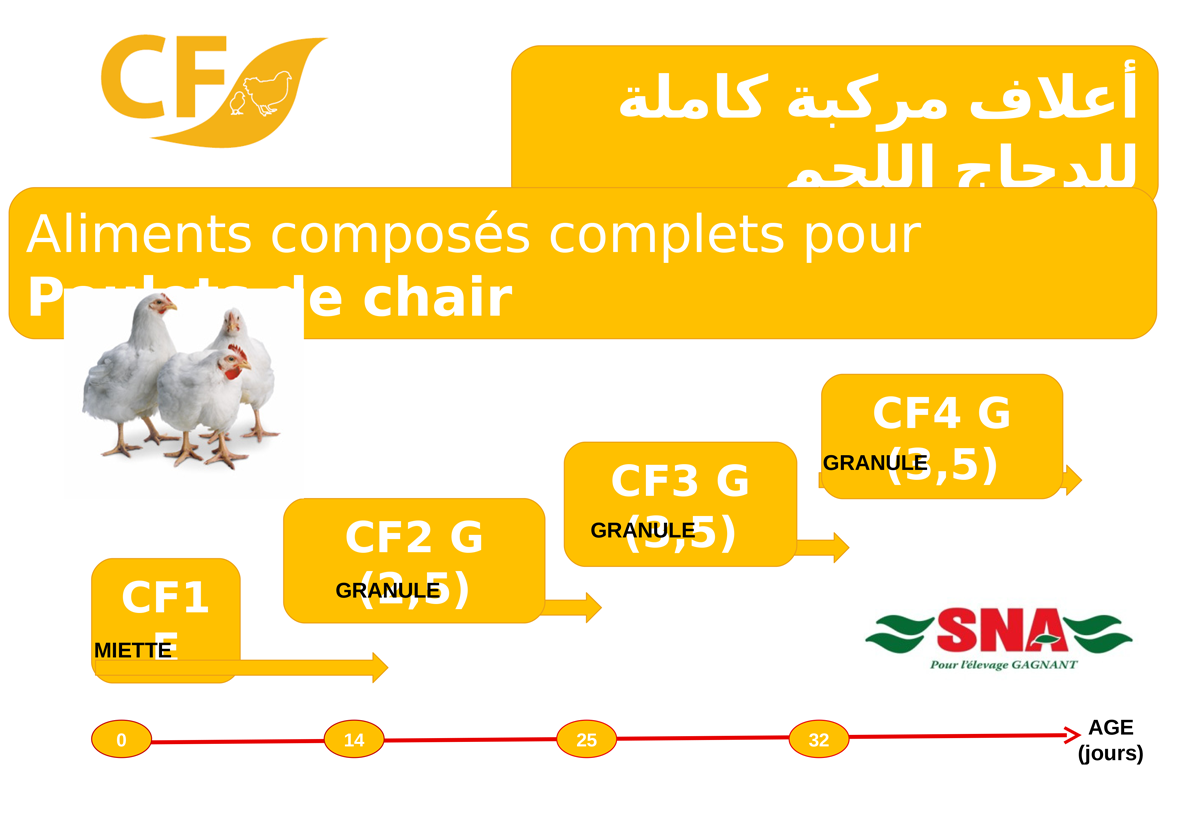 CF
أعلاف مركبة كاملة
للدجاج اللحم
Aliments composés complets pour
Poulets de chair
CF4 G
(3,5)
GRANULE
CF3 G
(3,5)
GRANULE
CF2 G
(2,5)
GRANULE
CF1
E
MIETTE
SNA
Pour l'élevage GAGNANT
0
14
25
32
AGE
(jours)